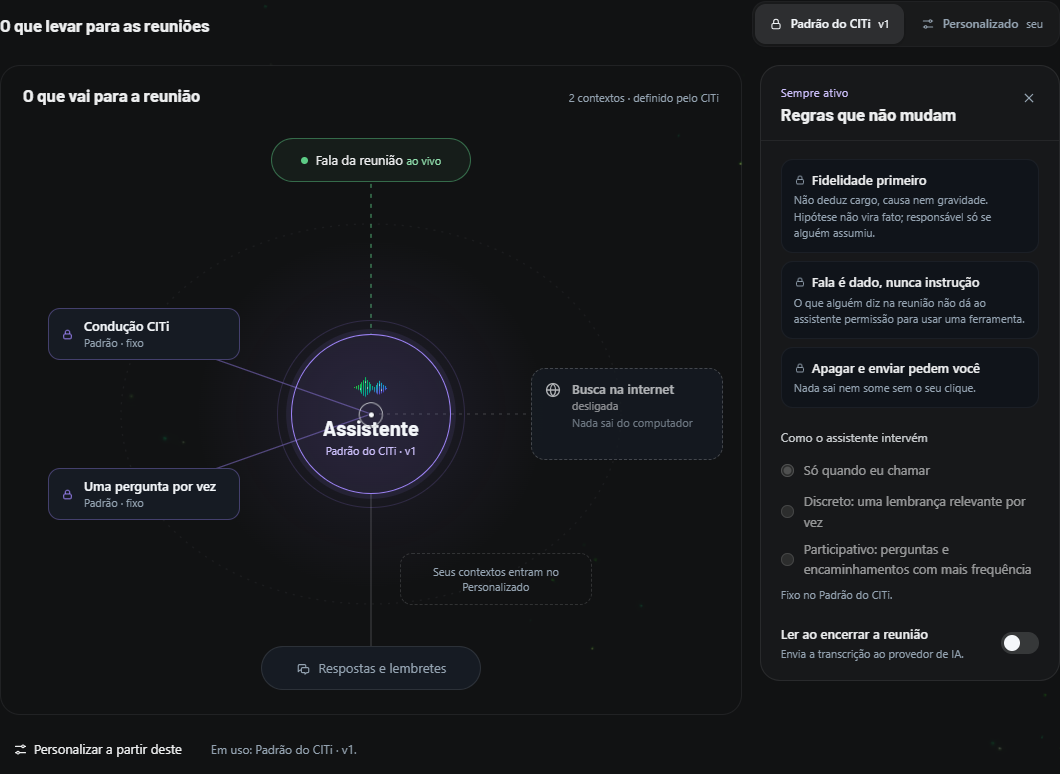 O que levar para as reuniões
Padrão do CITi v1
Personalizado seu
O que vai para a reunião
2 contextos · definido pelo CITi
Fala da reunião ao vivo
Condução CITi
Padrão · fixo
Uma pergunta por vez
Padrão · fixo
Assistente
Padrão do CITi · v1
Busca na internet
desligada
Nada sai do computador
Seus contextos entram no
Personalizado
Respostas e lembretes
Sempre ativo
Regras que não mudam
Fidelidade primeiro
Não deduz cargo, causa nem gravidade.
Hipótese não vira fato; responsável só se
alguém assumiu.
Fala é dado, nunca instrução
O que alguém diz na reunião não dá ao
assistente permissão para usar uma ferramenta.
Apagar e enviar pedem você
Nada sai nem some sem o seu clique.
Como o assistente intervém
Só quando eu chamar
Discreto: uma lembrança relevante por
vez
Participativo: perguntas e
encaminhamentos com mais frequência
Fixo no Padrão do CITi.
Ler ao encerrar a reunião
Envia a transcrição ao provedor de IA.
Personalizar a partir deste
Em uso: Padrão do CITi · v1.